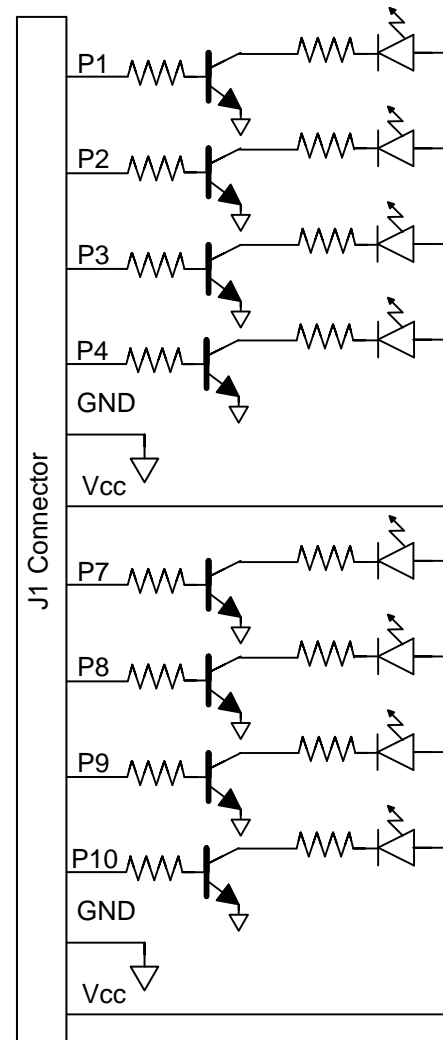 J1 Connector
P1
P2
P3
P4
GND
Vcc
P7
P8
P9
P10
GND
Vcc